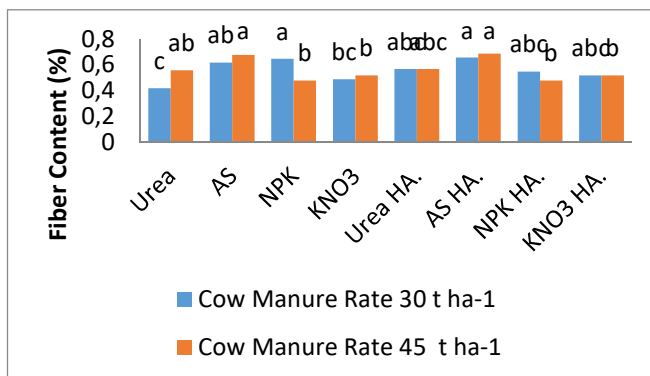 Fiber Content (%)
0,8
0,6
0,4
0,2
0
c ab ab a a b bc b abc abc a a abc b abc b
Urea
AS
NPK
KNO3
Urea HA.
AS HA.
NPK HA.
KNO3 HA.
Cow Manure Rate 30 t ha-1
Cow Manure Rate 45 t ha-1